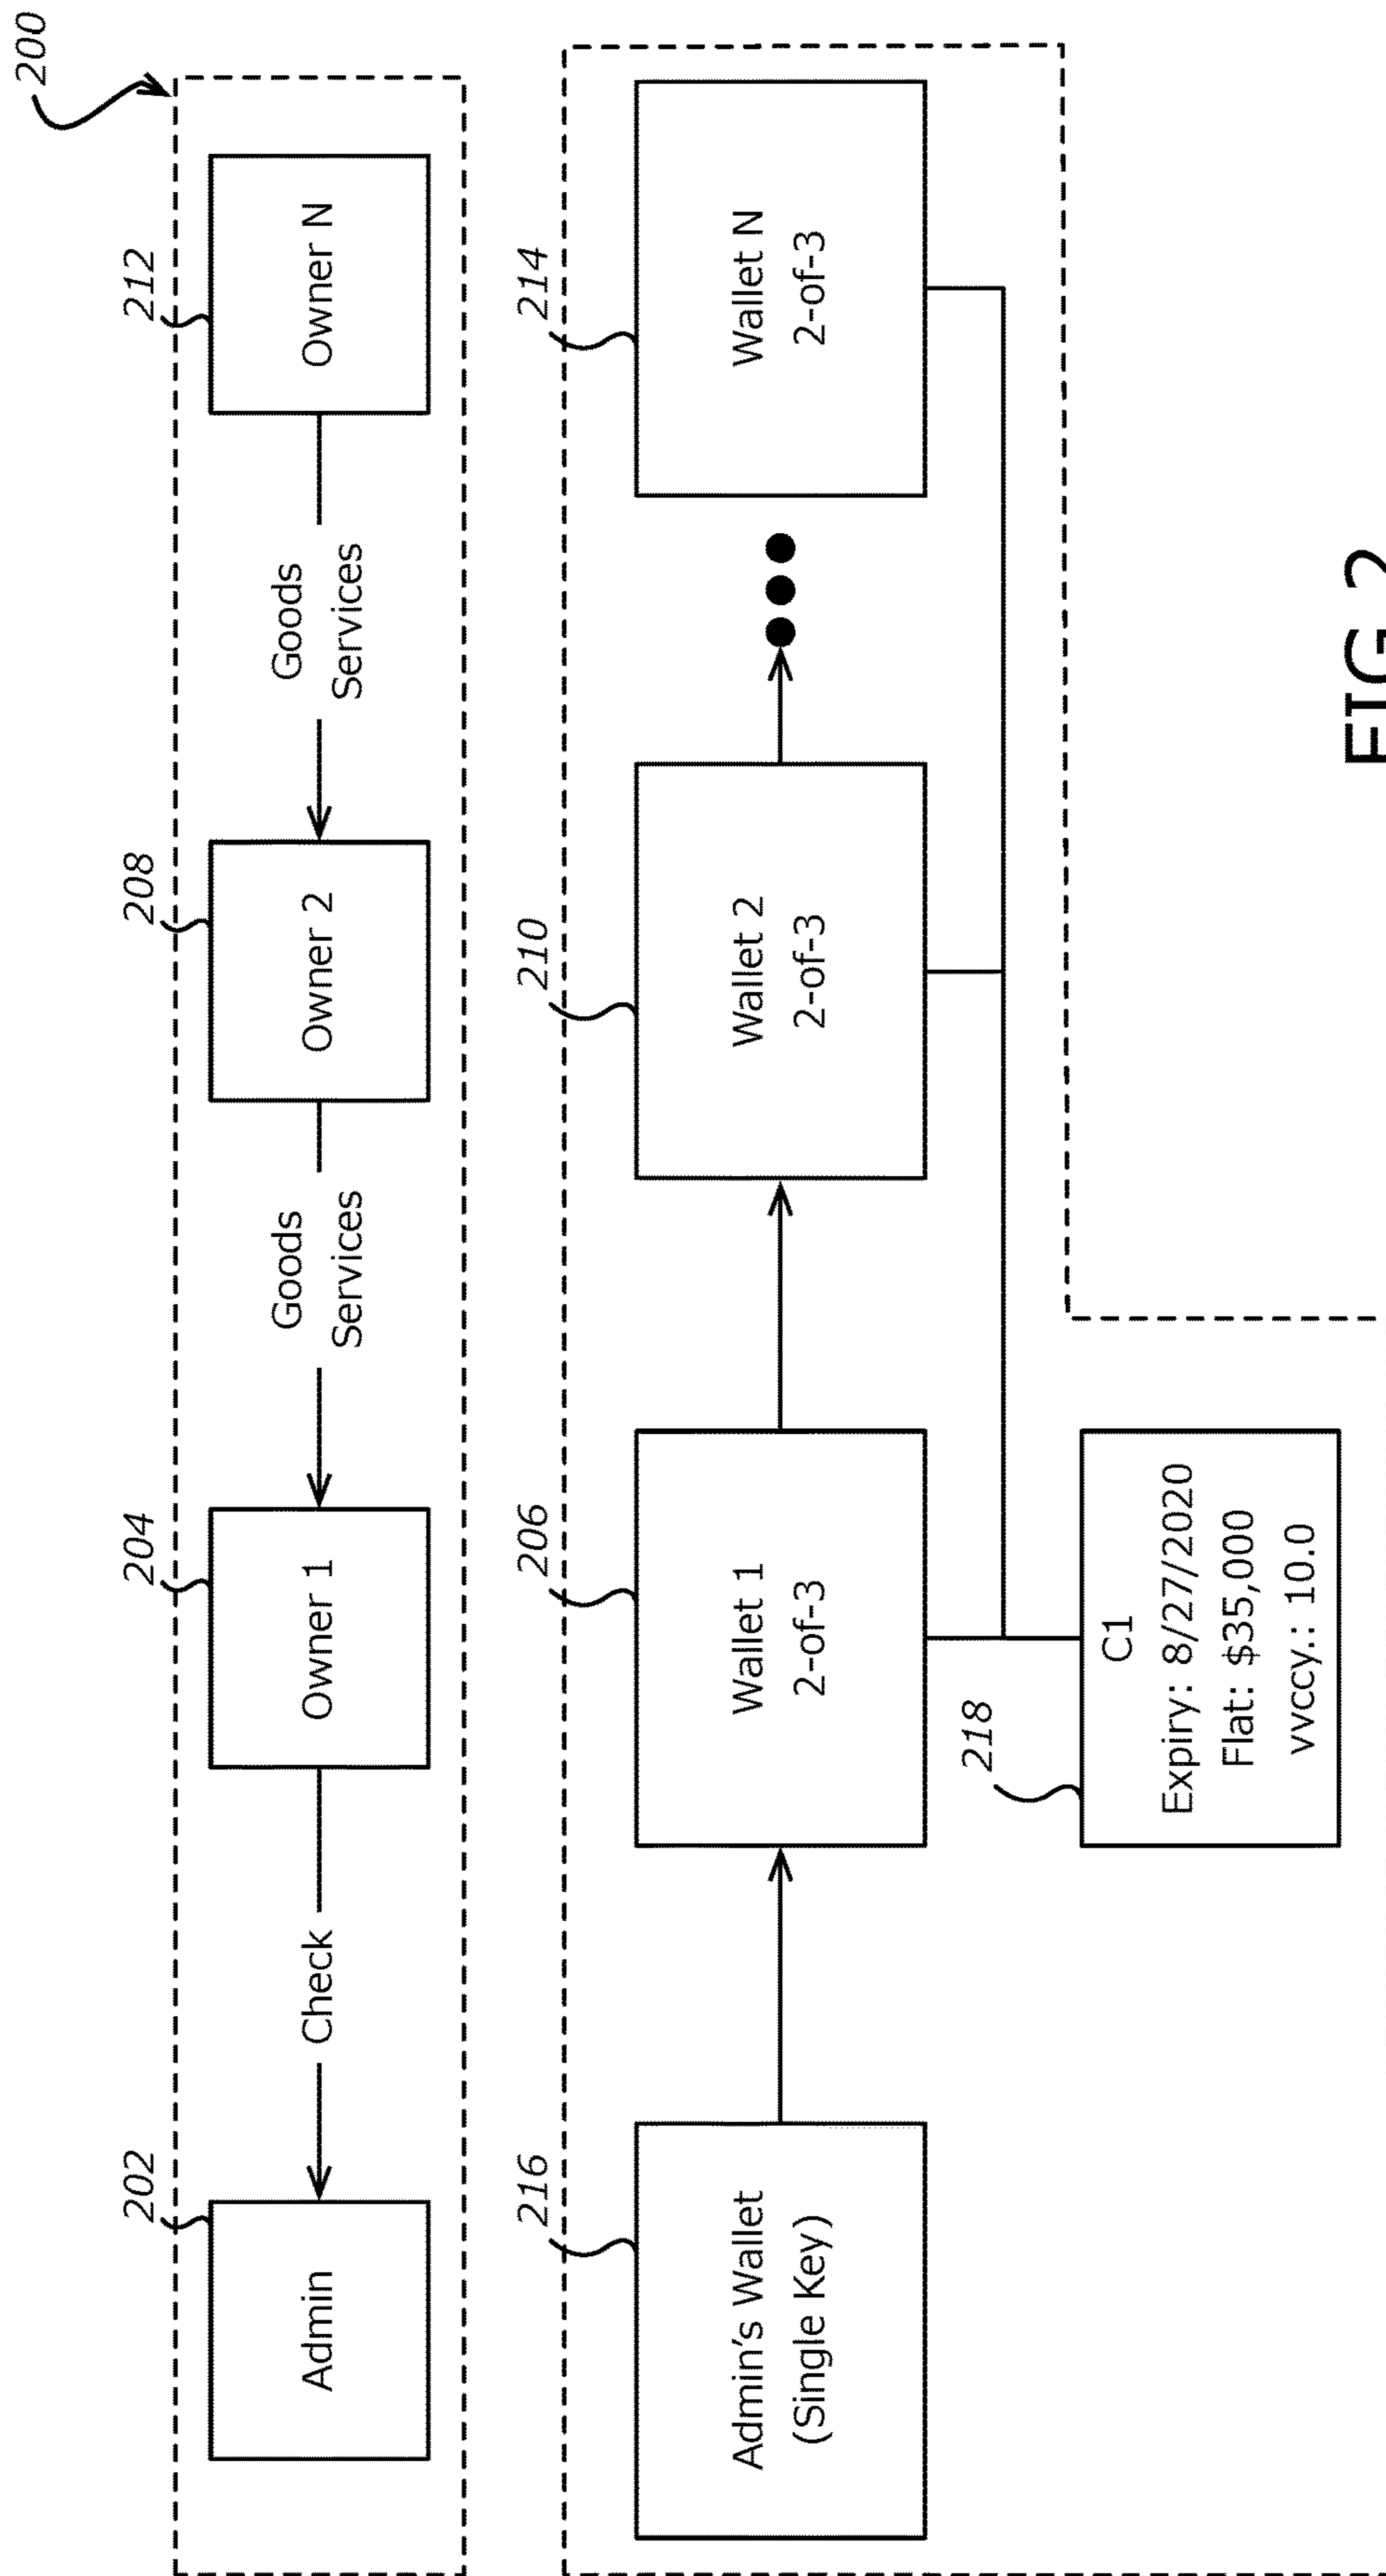 200
202
204
208
212
Admin
Check
Owner 1
Goods
Services
Owner 2
Goods
Services
Owner N
216
206
210
214
Admin's Wallet
(Single Key)
Wallet 1
2-of-3
Wallet 2
2-of-3
Wallet N
2-of-3
218
C1
Expiry: 8/27/2020
Flat: $35,000
vvccy.: 10.0
FIG. 2